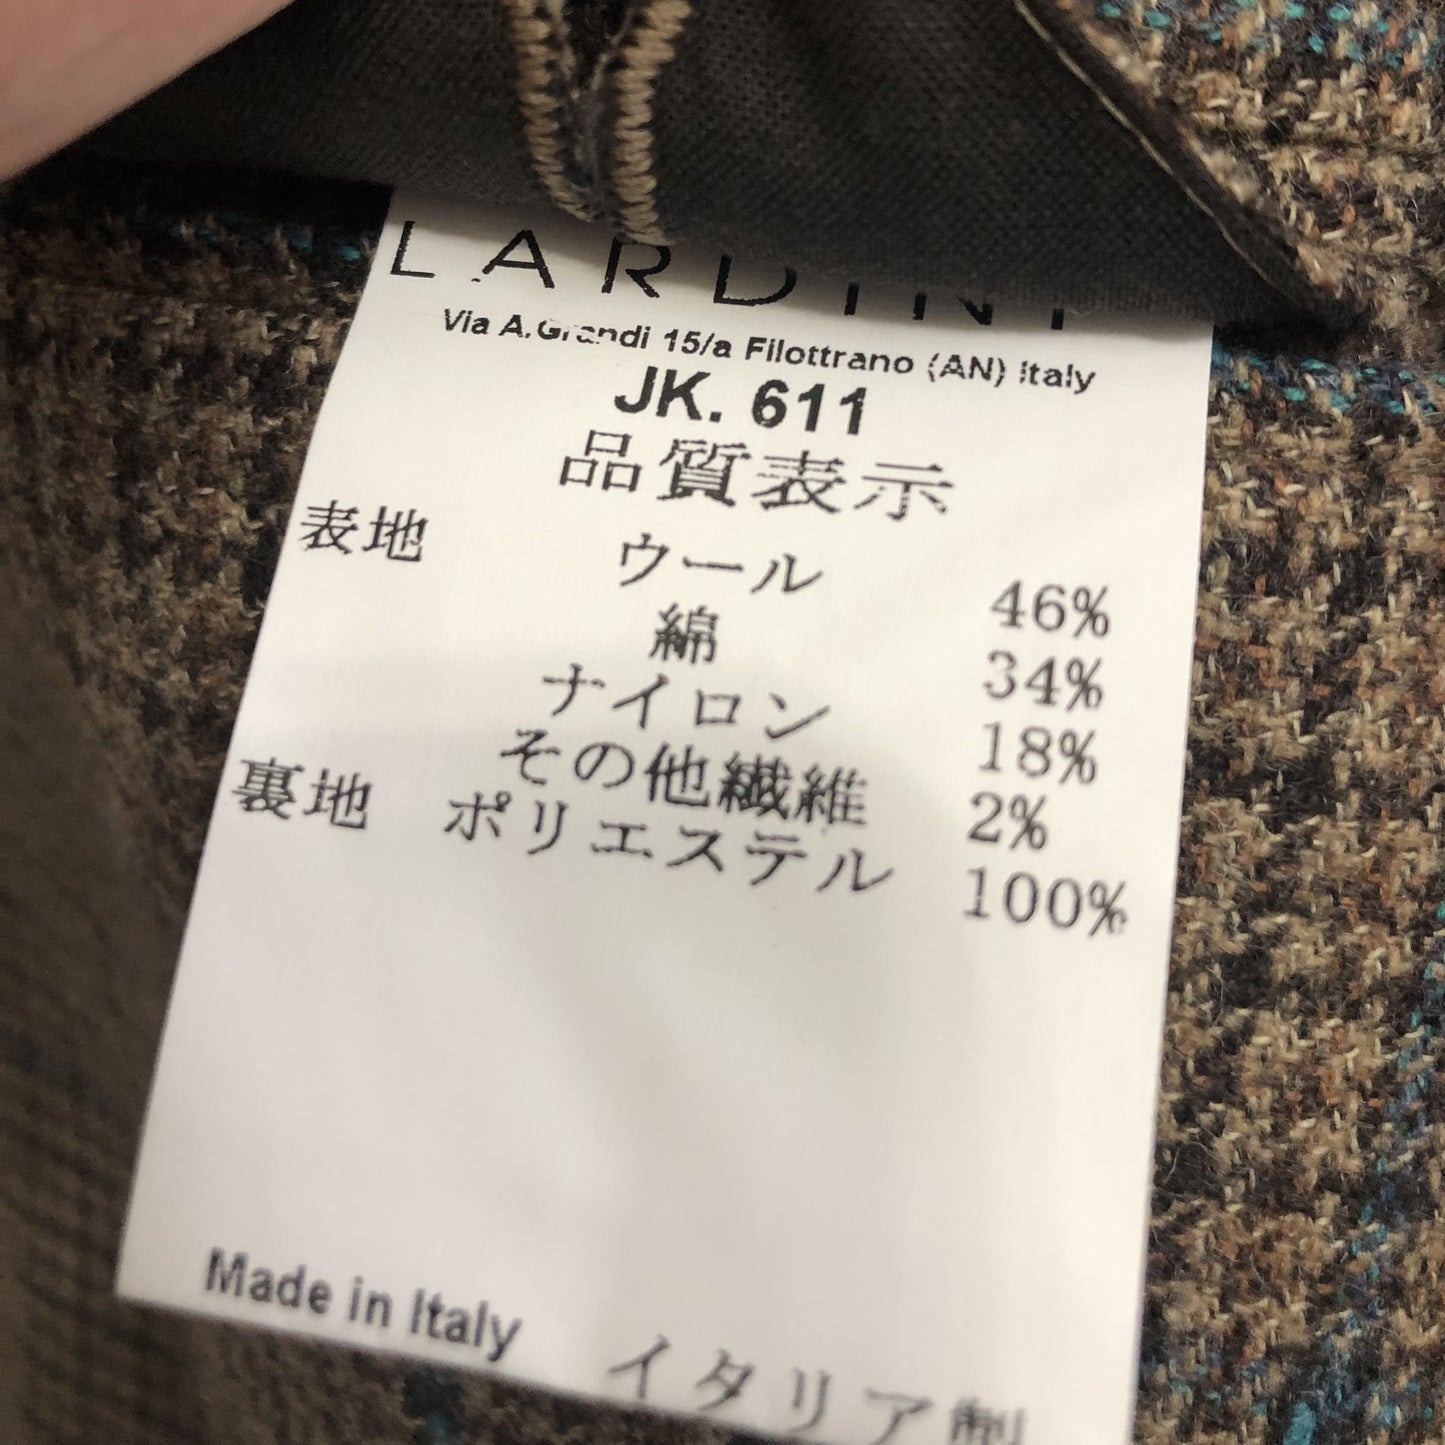 LARDINI
Via A.Grandi 15/a Filottrano (AN) Italy
JK. 611
品質表示
表地 ウール 46%
綿 34%
ナイロン 18%
その他繊維 2%
裏地 ポリエステル 100%
Made in Italy イタリア製